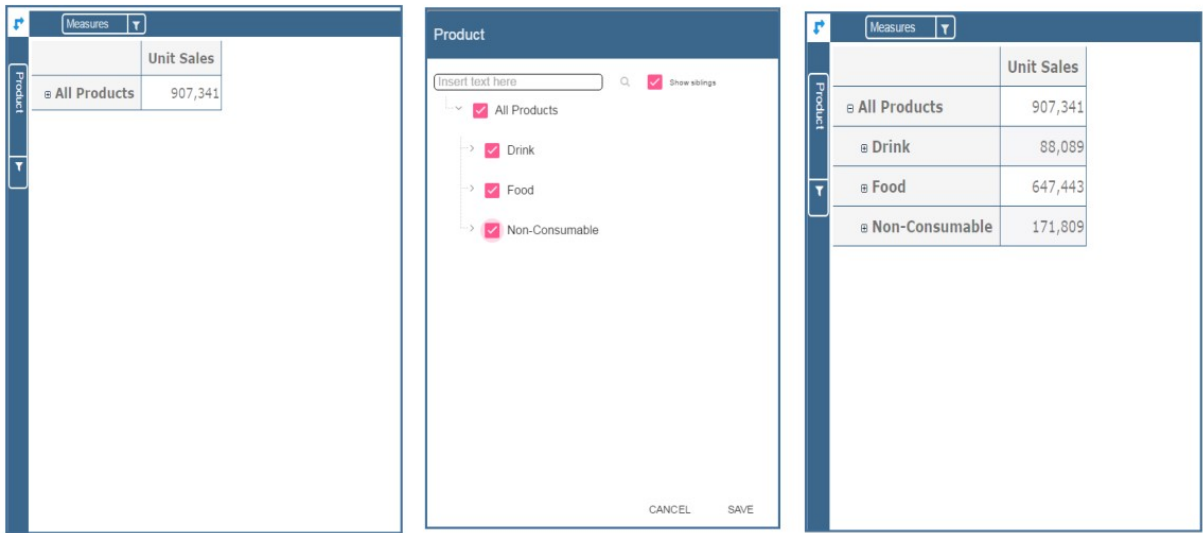 Measures
Unit Sales
Product
All Products 907,341
Product
Insert text here Show siblings
All Products
Drink
Food
Non-Consumable
CANCEL SAVE
Measures
Unit Sales
Product
All Products 907,341
Drink 88,089
Food 647,443
Non-Consumable 171,809